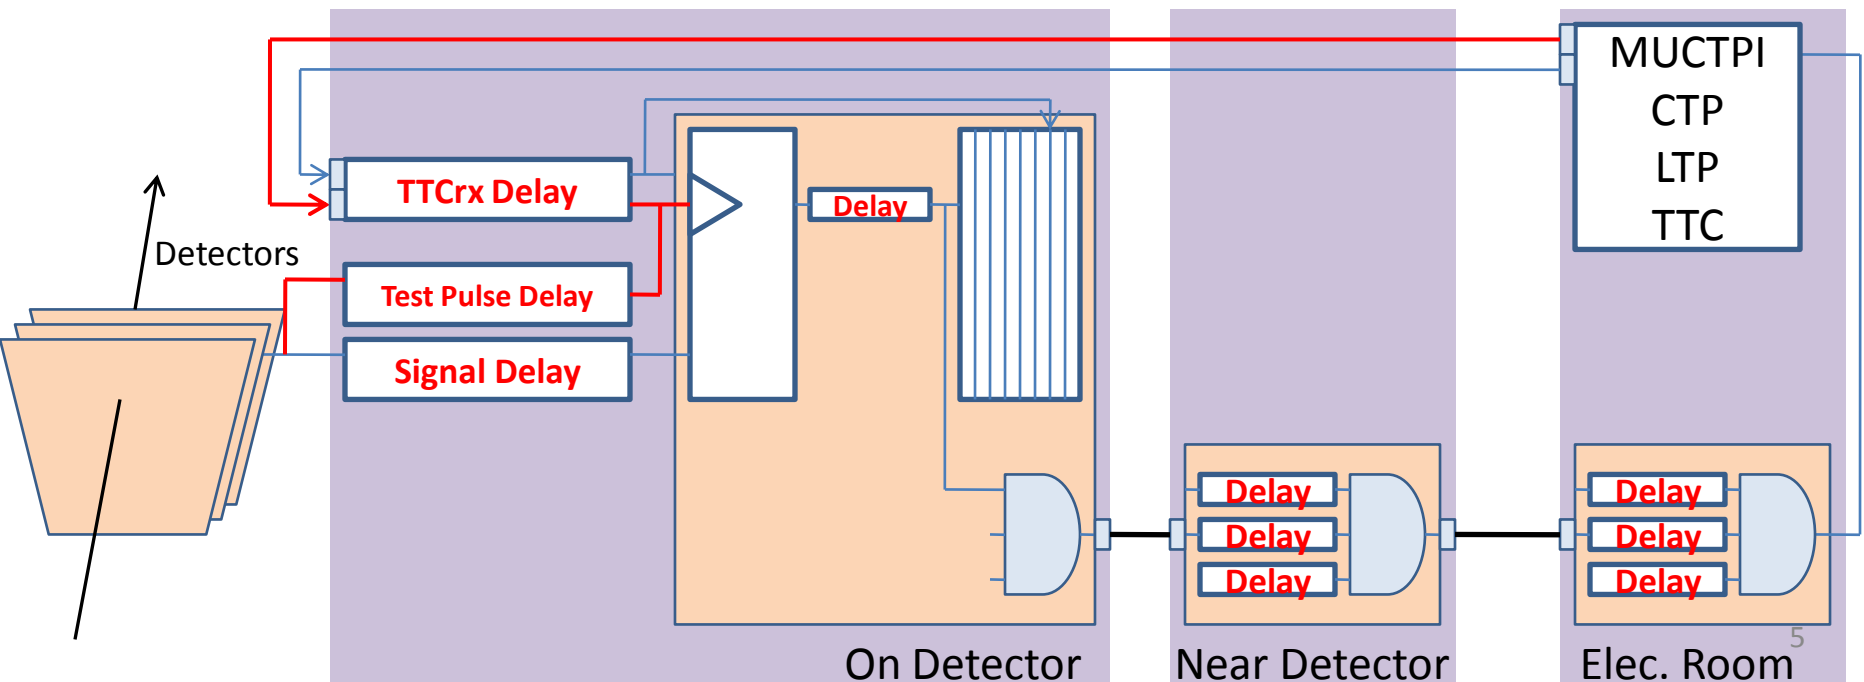 MUCTPI
CTP
LTP
TTC
TTCrx Delay
Delay
Detectors
Test Pulse Delay
Signal Delay
Delay
Delay
Delay
Delay
Delay
Delay
On Detector
Near Detector
Elec. Room
5